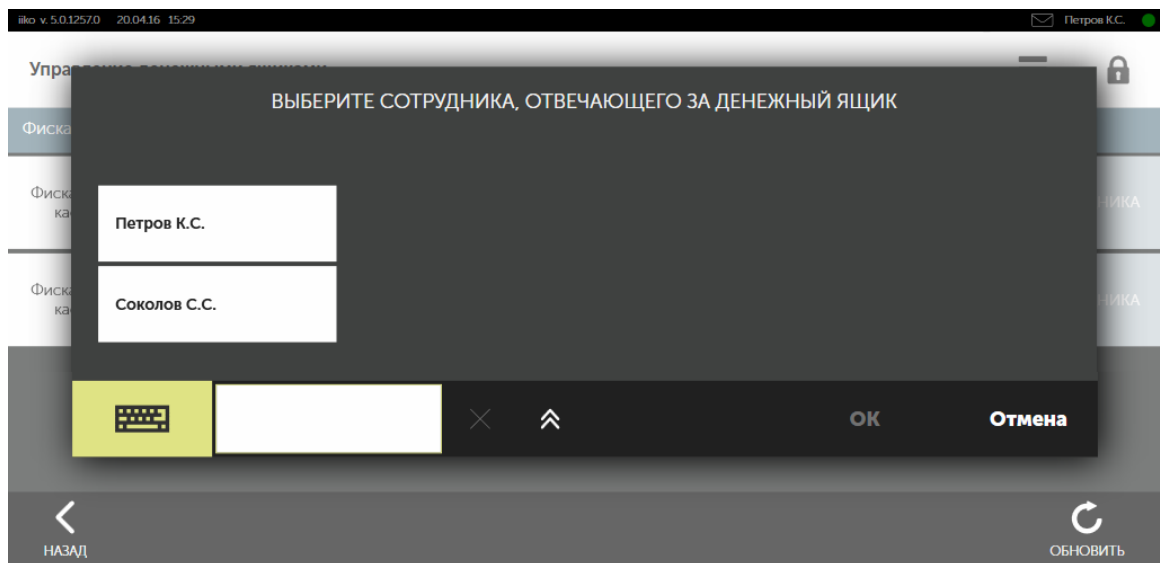 iiko v. 5.0.1257.0 20.04.16 15:29 Петров К.С.
ВЫБЕРИТЕ СОТРУДНИКА, ОТВЕЧАЮЩЕГО ЗА ДЕНЕЖНЫЙ ЯЩИК
Петров К.С.
Соколов С.С.
ОК Отмена
НАЗАД ОБНОВИТЬ